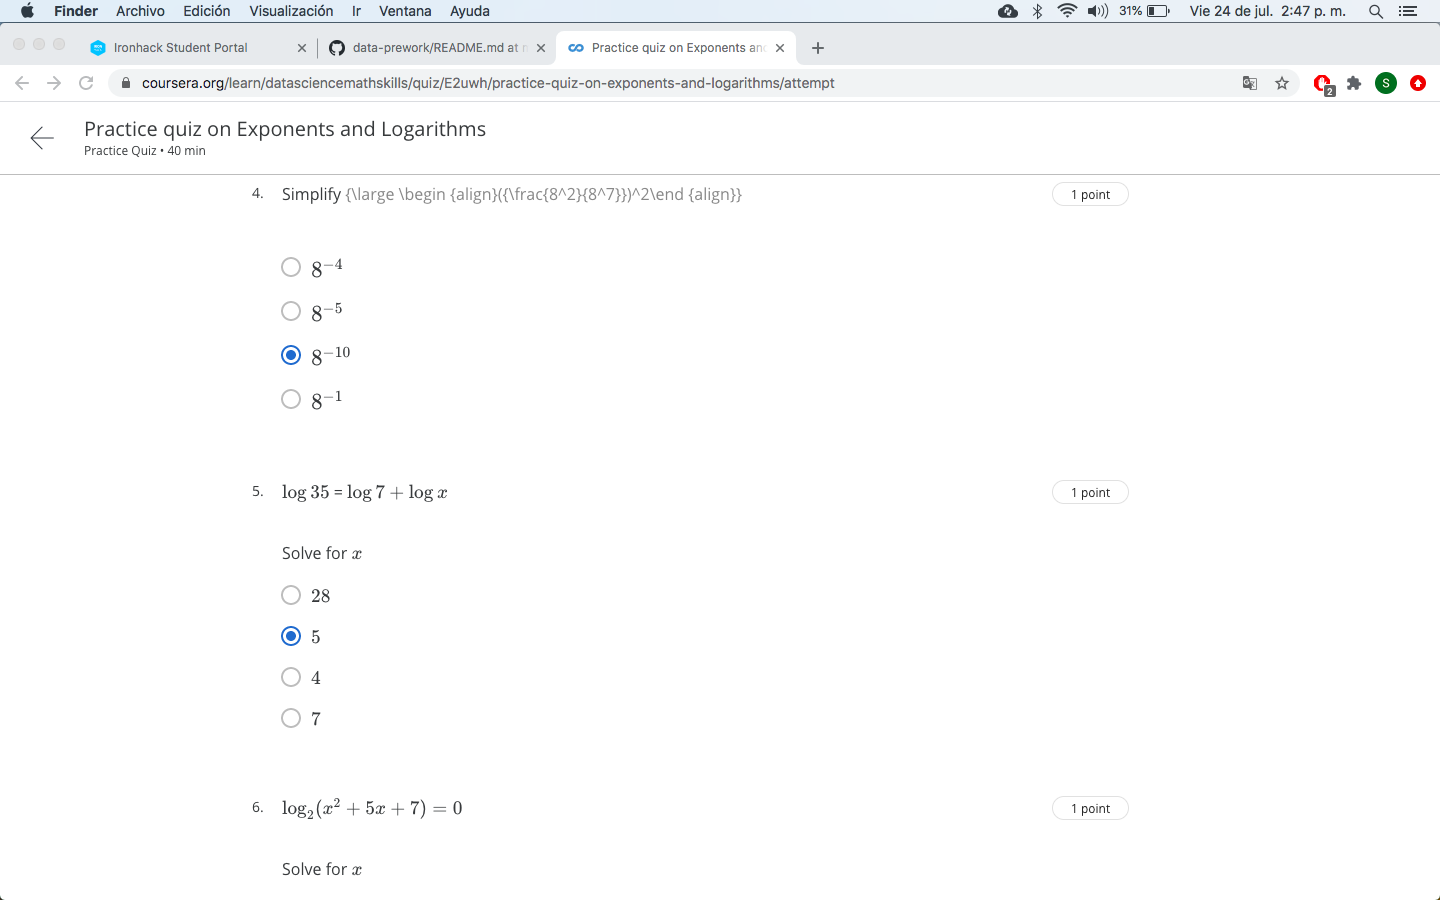 Finder Archivo Edición Visualización Ir Ventana Ayuda 31% Vie 24 de jul. 2:47 p. m.
Ironhack Student Portal data-prework/README.md at Practice quiz on Exponents and
coursera.org/learn/datasciencemathskills/quiz/E2uwh/practice-quiz-on-exponents-and-logarithms/attempt 2 S
Practice quiz on Exponents and Logarithms
Practice Quiz • 40 min
4. Simplify {\large \begin {align}({\frac{8^2}{8^7}})^2\end {align}} 1 point
8⁻⁴
8⁻⁵
8⁻¹⁰
8⁻¹
5. log 35 = log 7 + log x 1 point
Solve for x
28
5
4
7
6. log₂(x² + 5x + 7) = 0 1 point
Solve for x